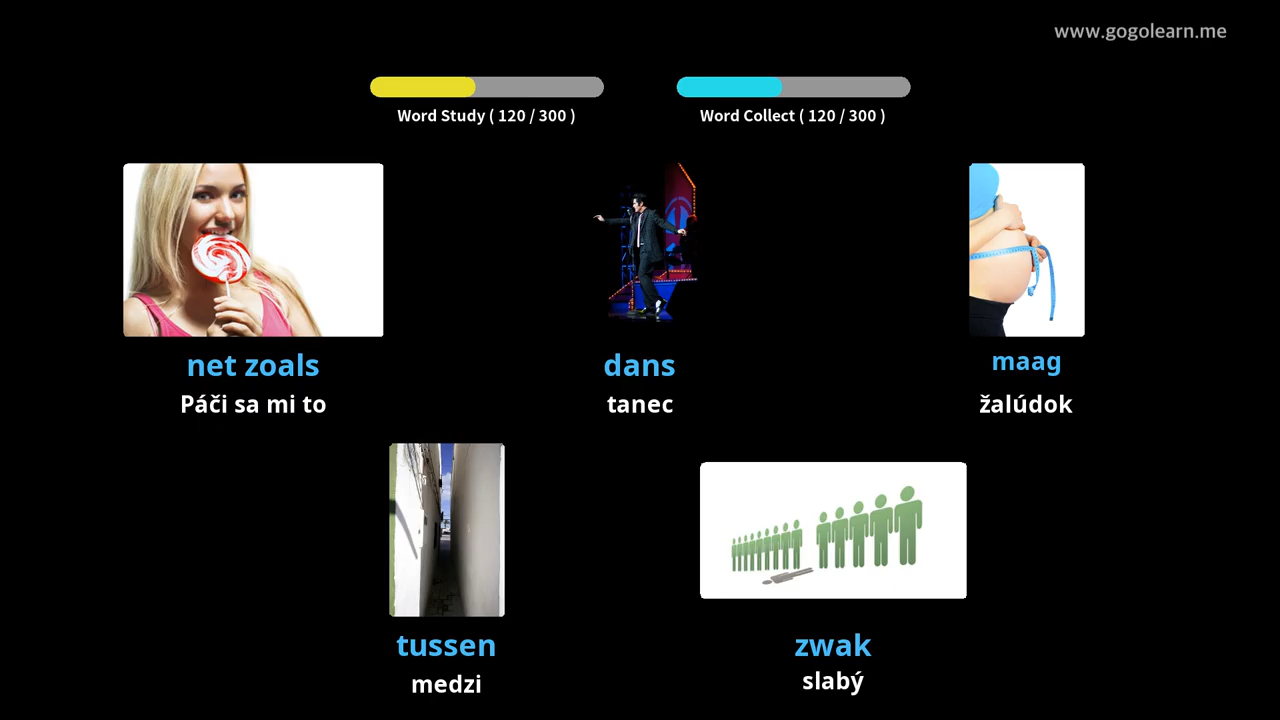 www.gogolearn.me
Word Study ( 120 / 300 )
Word Collect ( 120 / 300 )
net zoals
Páči sa mi to
dans
tanec
maag
žalúdok
tussen
medzi
zwak
slabý